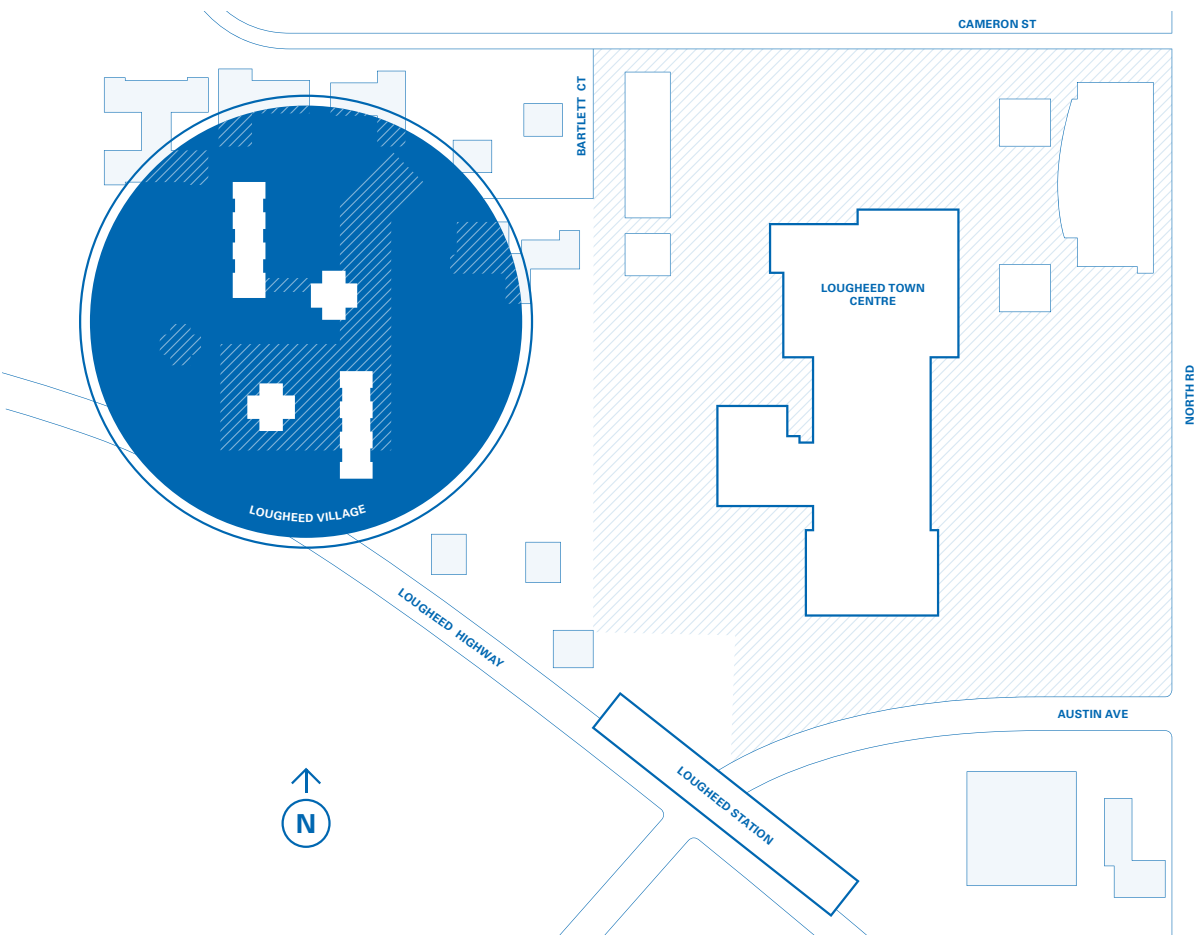 CAMERON ST
BARTLETT CT
LOUGHEED TOWN
CENTRE
NORTH RD
LOUGHEED VILLAGE
LOUGHEED HIGHWAY
AUSTIN AVE
LOUGHEED STATION
N